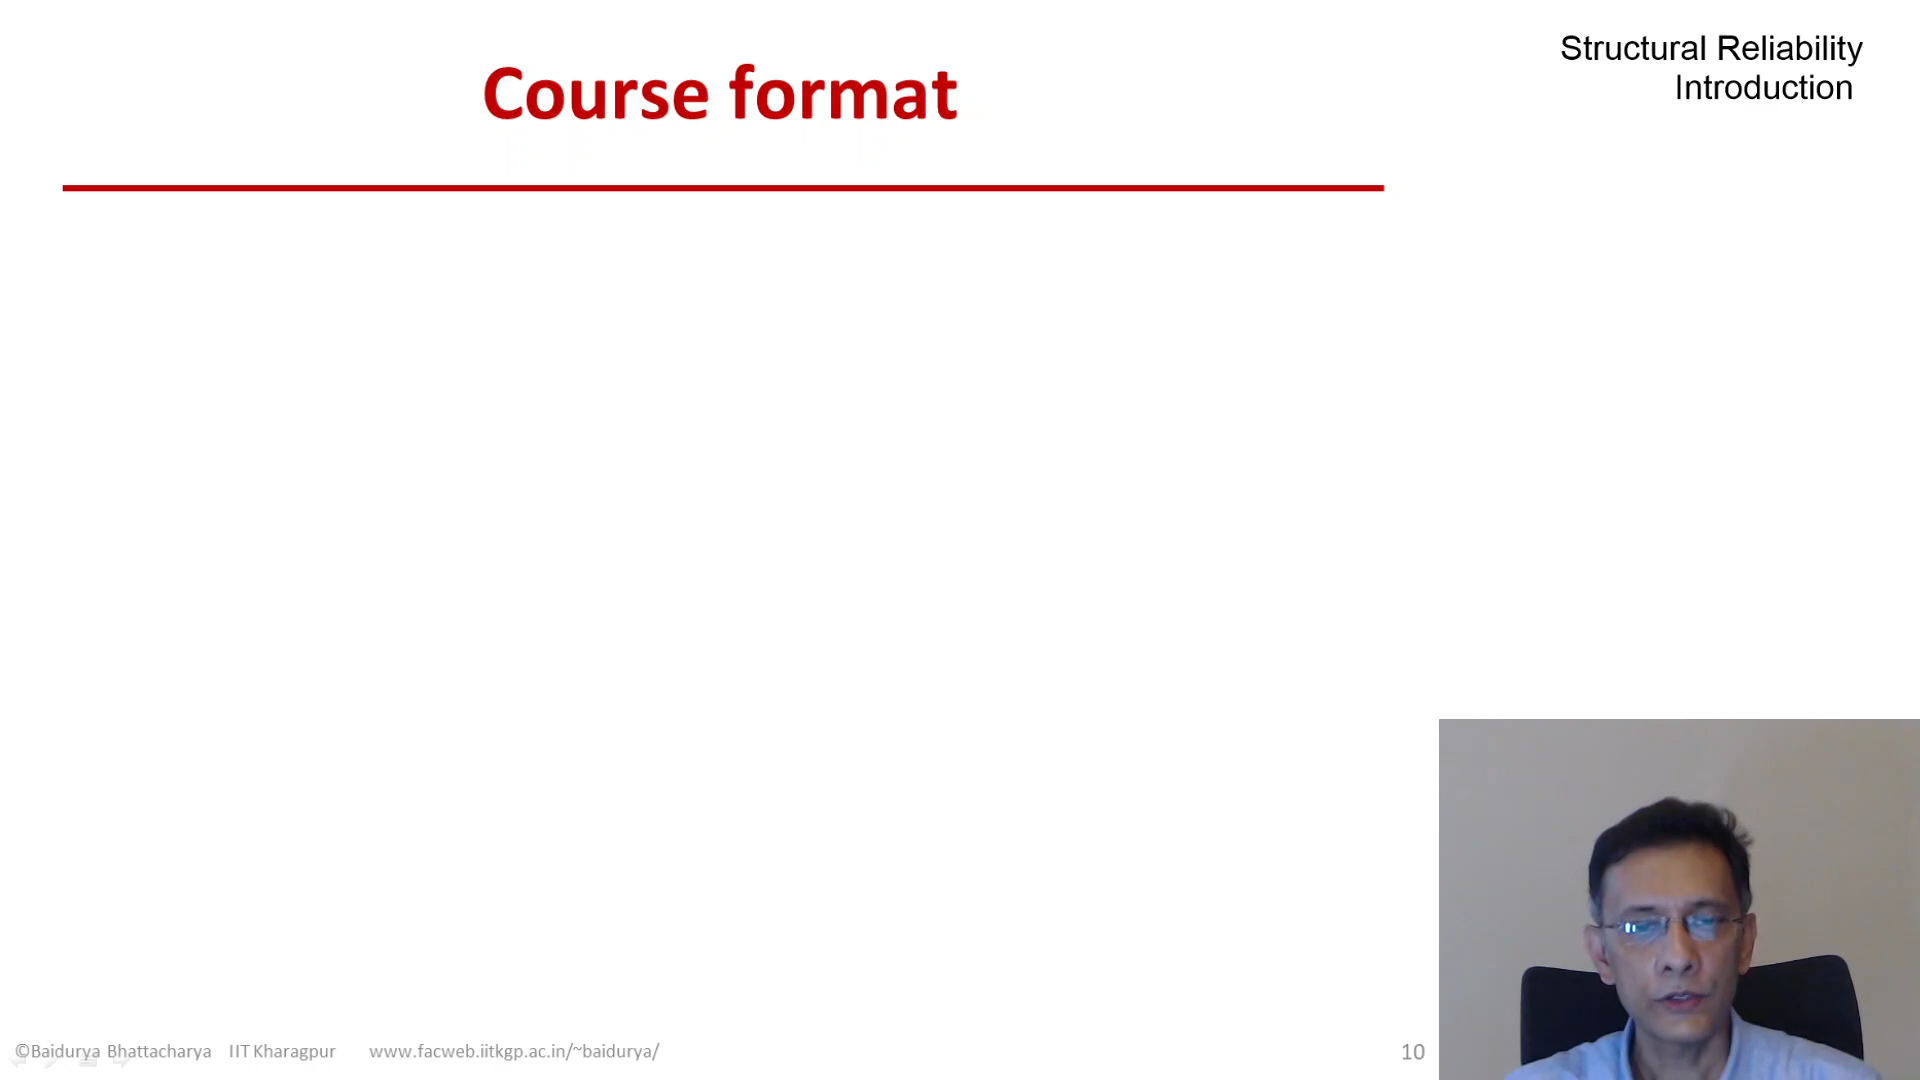 Structural Reliability
Introduction
Course format
©Baidurya Bhattacharya IIT Kharagpur www.facweb.iitkgp.ac.in/~baidurya/
10